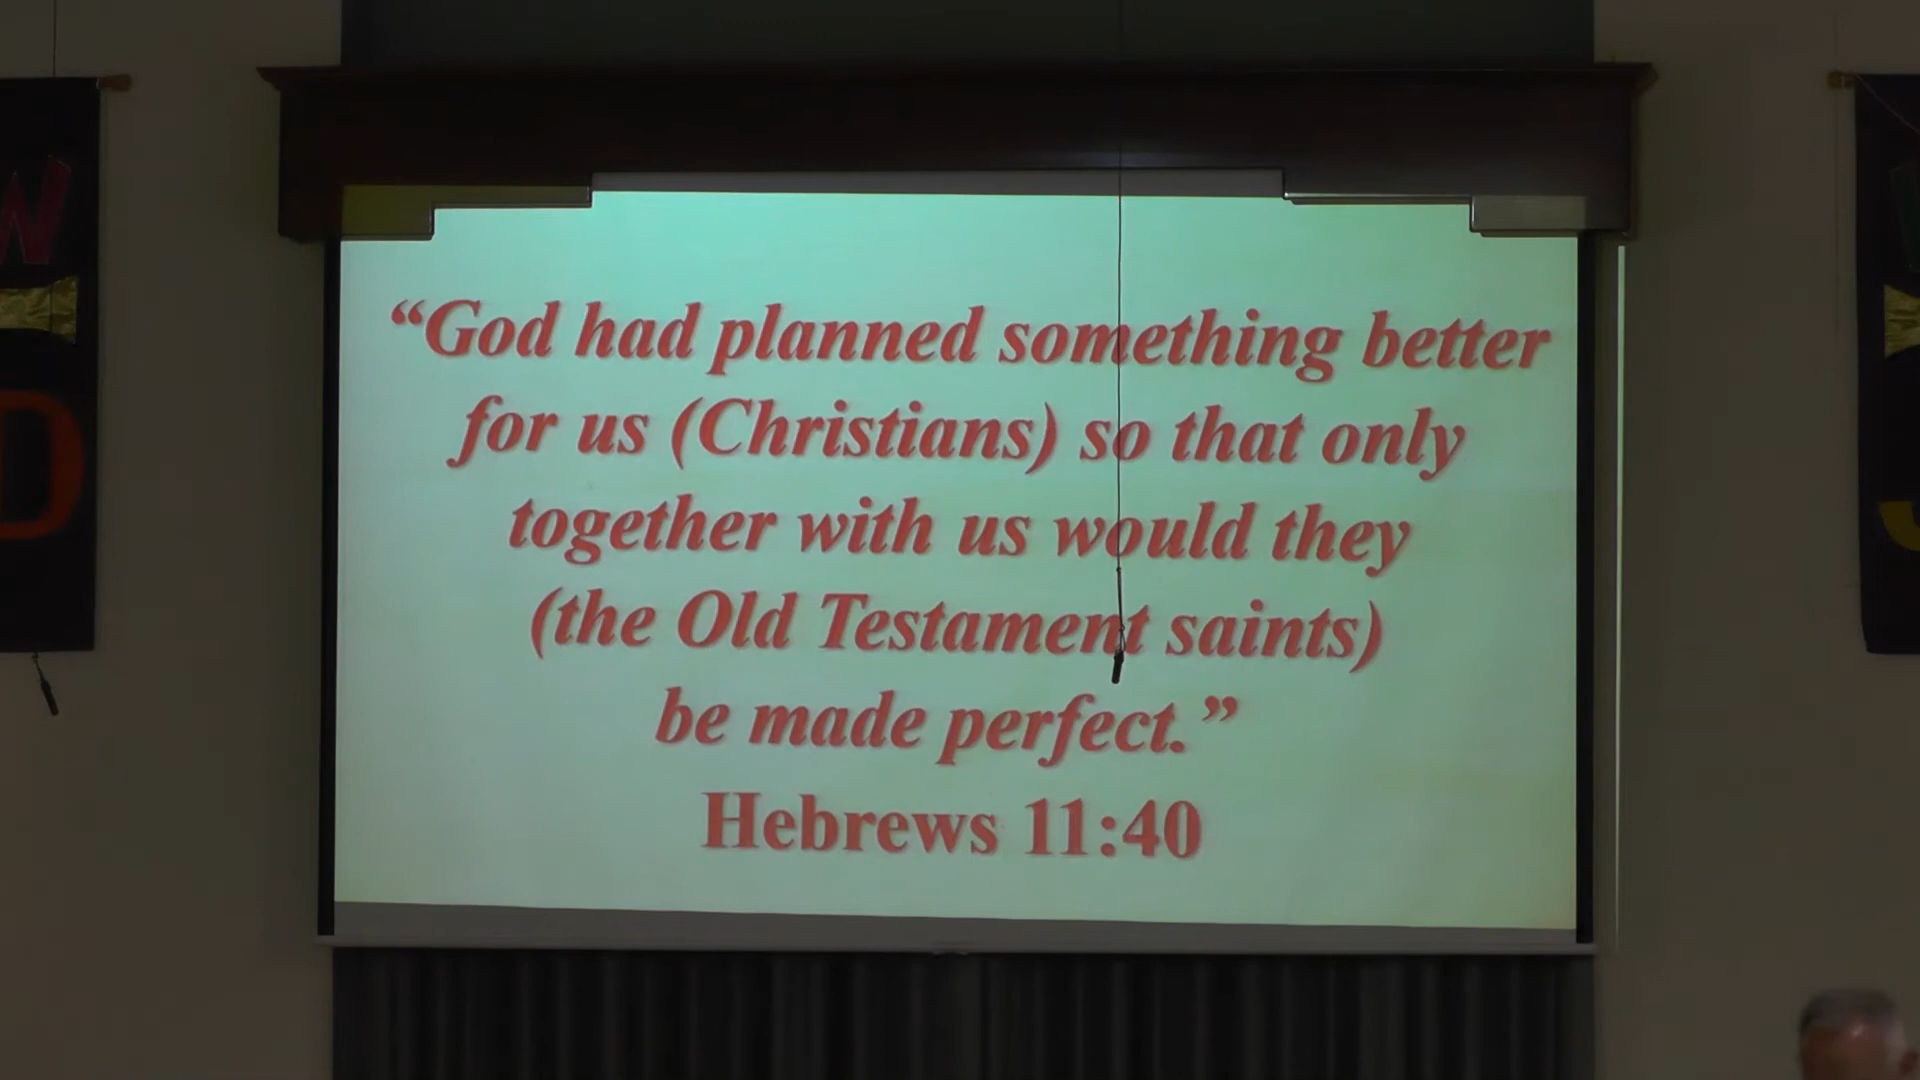 “God had planned something better
for us (Christians) so that only
together with us would they
(the Old Testament saints)
be made perfect.”
Hebrews 11:40